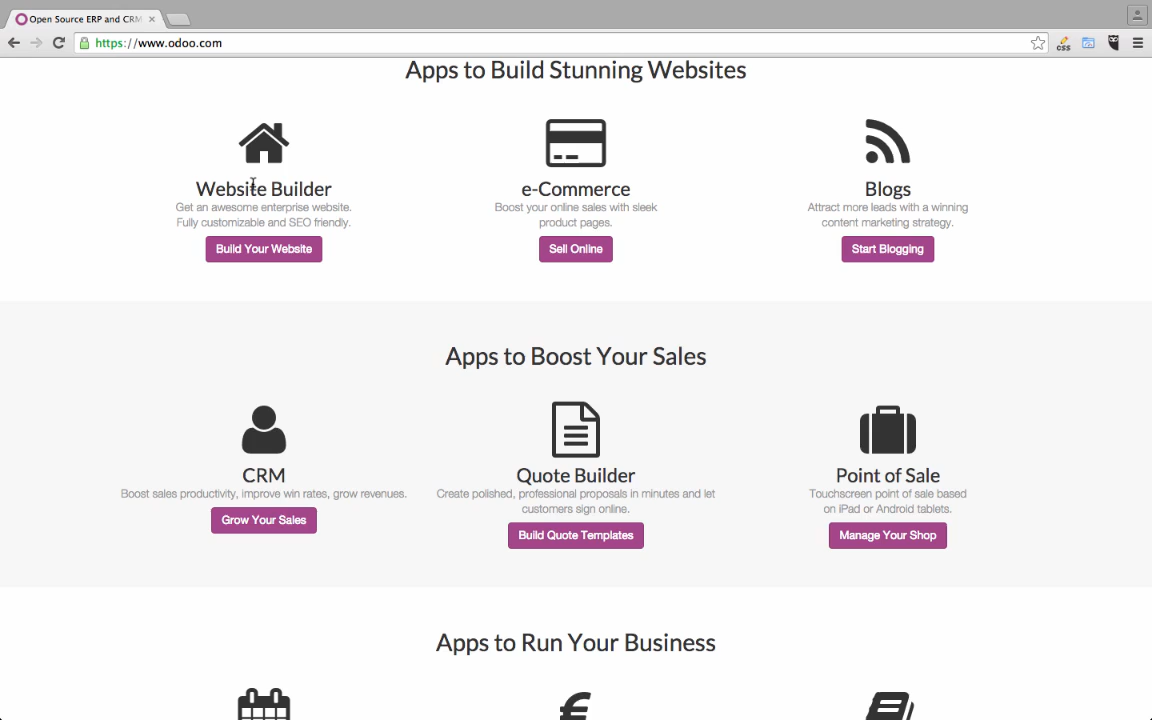 Open Source ERP and CRM
https://www.odoo.com
css
Apps to Build Stunning Websites
Website Builder
Get an awesome enterprise website.
Fully customizable and SEO friendly.
Build Your Website
e-Commerce
Boost your online sales with sleek
product pages.
Sell Online
Blogs
Attract more leads with a winning
content marketing strategy.
Start Blogging
Apps to Boost Your Sales
CRM
Boost sales productivity, improve win rates, grow revenues.
Grow Your Sales
Quote Builder
Create polished, professional proposals in minutes and let
customers sign online.
Build Quote Templates
Point of Sale
Touchscreen point of sale based
on iPad or Android tablets.
Manage Your Shop
Apps to Run Your Business